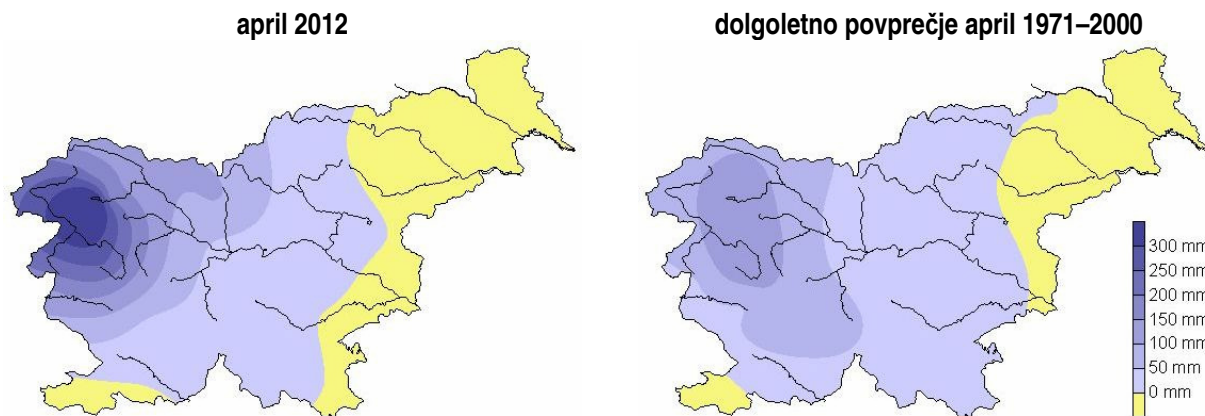 april 2012
dolgoletno povprečje april 1971–2000
300 mm
250 mm
200 mm
150 mm
100 mm
50 mm
0 mm